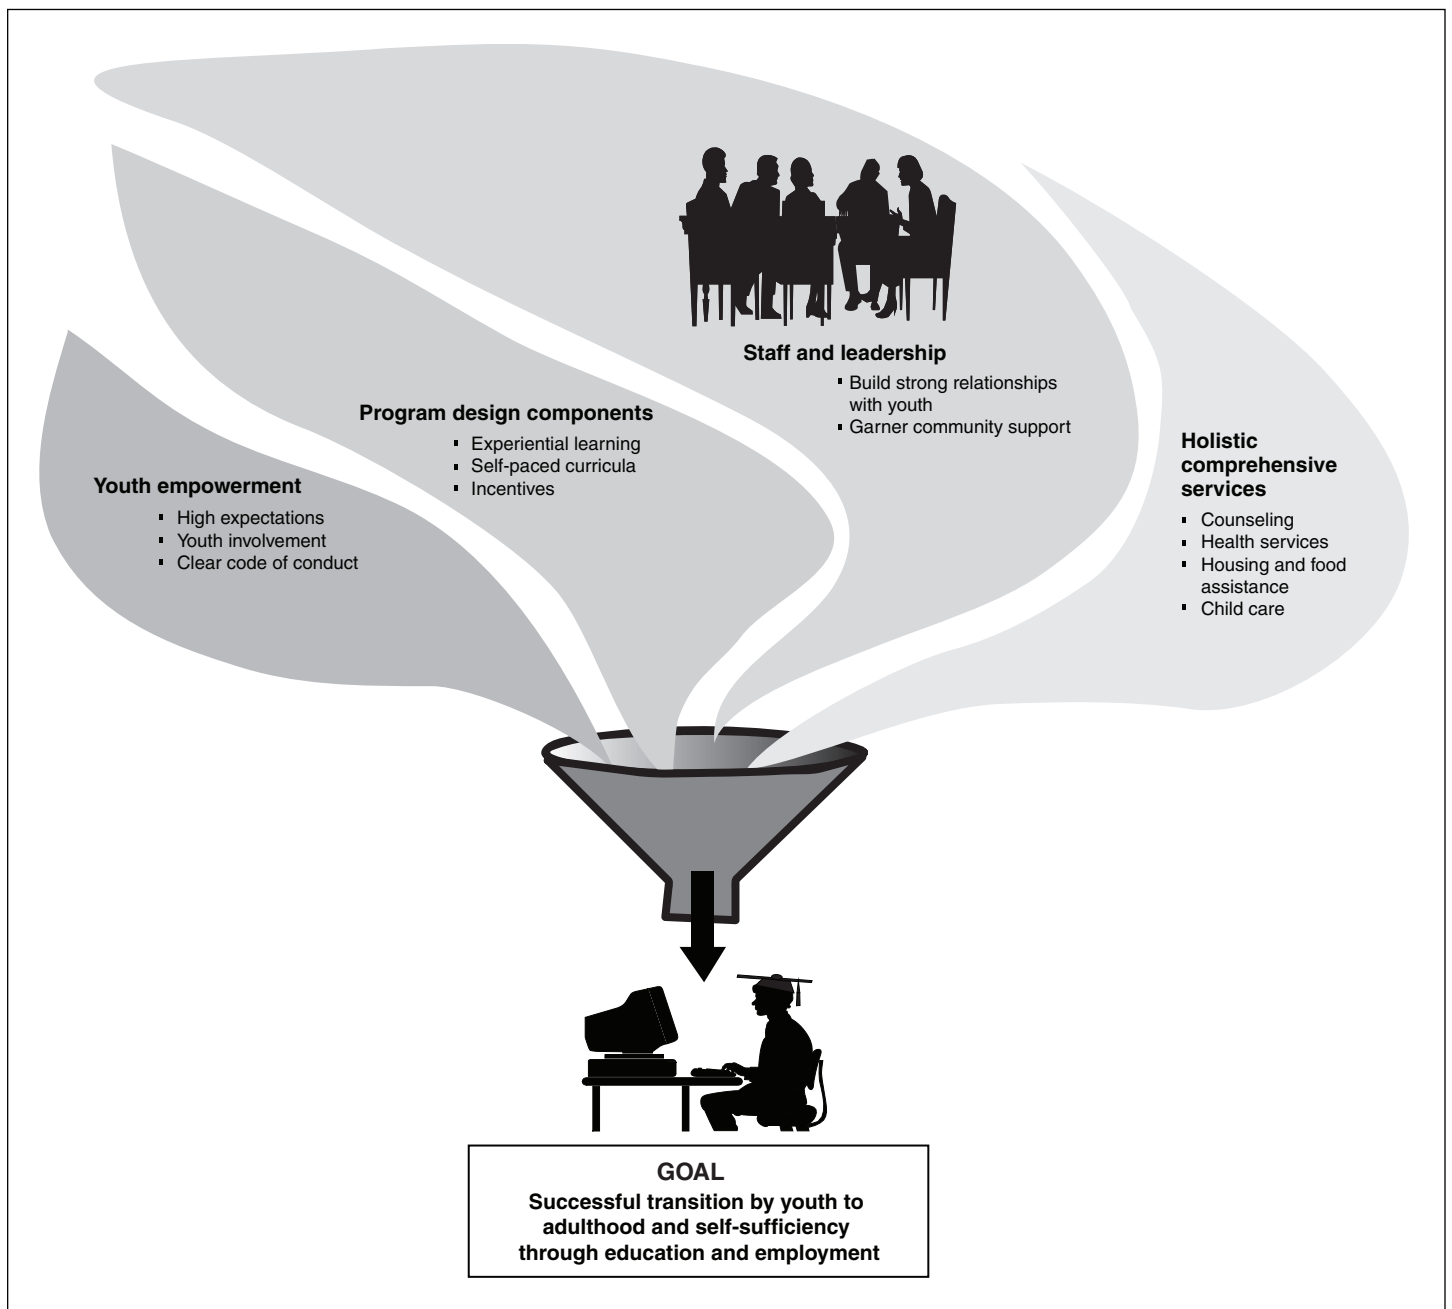 Staff and leadership
▪ Build strong relationships
with youth
▪ Garner community support
Program design components
▪ Experiential learning
▪ Self-paced curricula
▪ Incentives
Holistic
comprehensive
services
▪ Counseling
▪ Health services
▪ Housing and food
assistance
▪ Child care
Youth empowerment
▪ High expectations
▪ Youth involvement
▪ Clear code of conduct
GOAL
Successful transition by youth to
adulthood and self-sufficiency
through education and employment